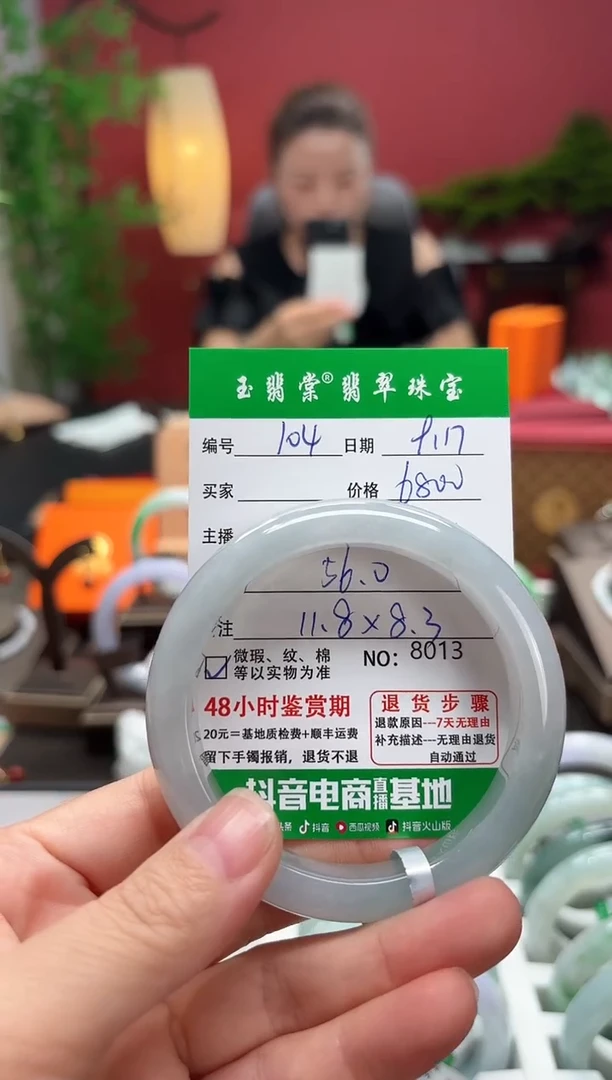 玉翡棠®翡翠珠宝
编号 104 日期 9.17
买家 价格 6800
主播
56.0
注 11.8×8.3
微瑕、纹、棉
等以实物为准
NO: 8013
48小时鉴赏期
20元=基地质检费+顺丰运费
留下手镯报销，退货不退
退货步骤
退款原因---7天无理由
补充描述---无理由退货
自动通过
抖音电商直播基地
头条 抖音 西瓜视频 抖音火山版